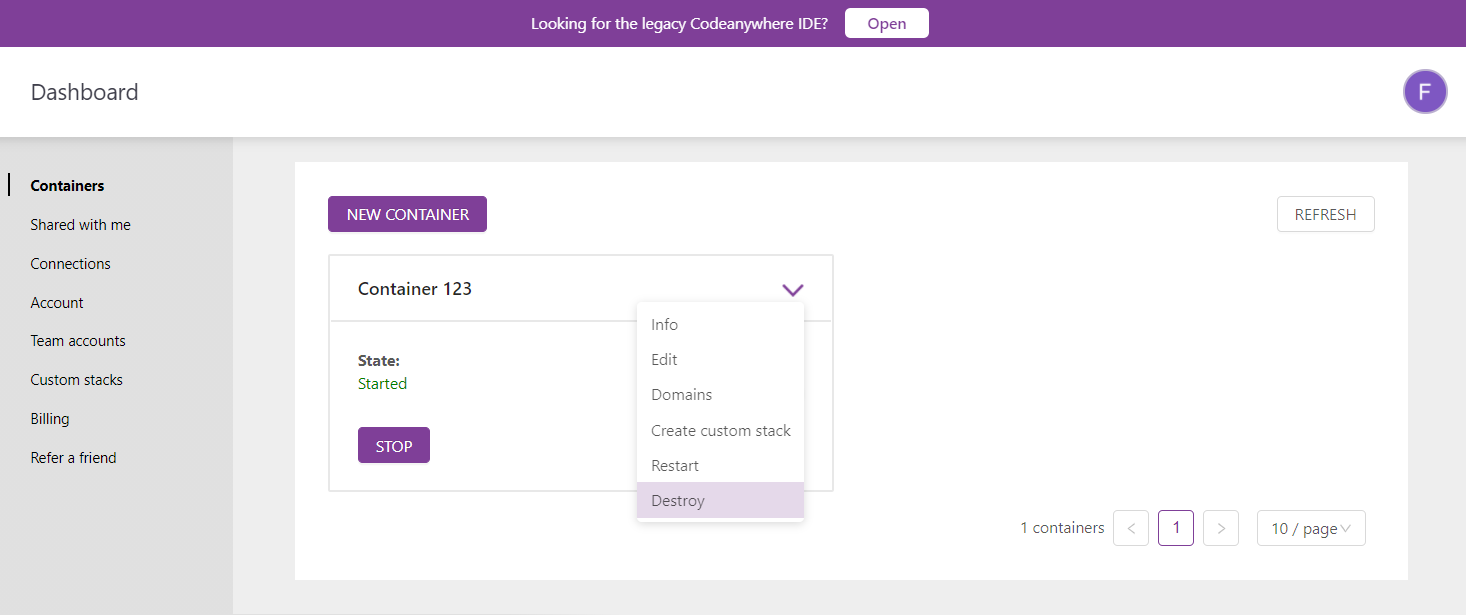 Looking for the legacy Codeanywhere IDE? Open
Dashboard
F
Containers
Shared with me
Connections
Account
Team accounts
Custom stacks
Billing
Refer a friend
NEW CONTAINER
REFRESH
Container 123
State:
Started
STOP
Info
Edit
Domains
Create custom stack
Restart
Destroy
1 containers < 1 > 10 / page